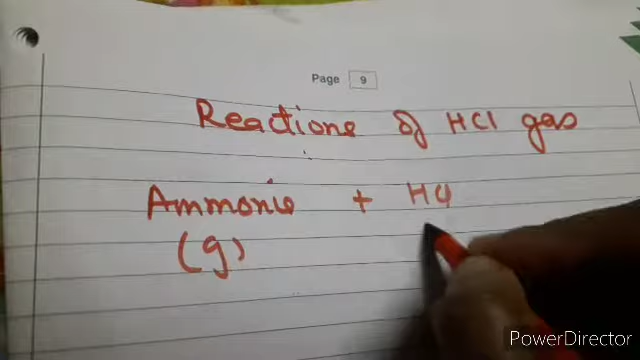 Page 9
Reactions of HCl gas
Ammonia + HCl
(g)
PowerDirector